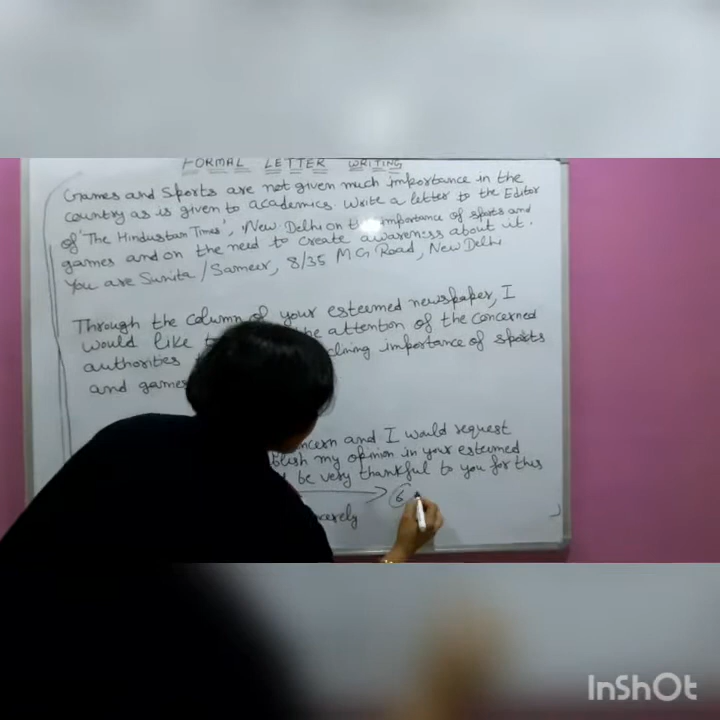 FORMAL LETTER WRITING
Games and Sports are not given much importance in the
country as is given to academics. Write a letter to the Editor
of 'The Hindustan Times', New Delhi on the importance of sports and
games and on the need to create awareness about it.
You are Sunita / Sameer, 8/35 M.G Road, New Delhi
Through the column of your esteemed newspaper, I
would like the attention of the concerned
authorities importance of sports
and games
and I would request
my opinion in your esteemed
be very thankful to you for this
6
InShOt